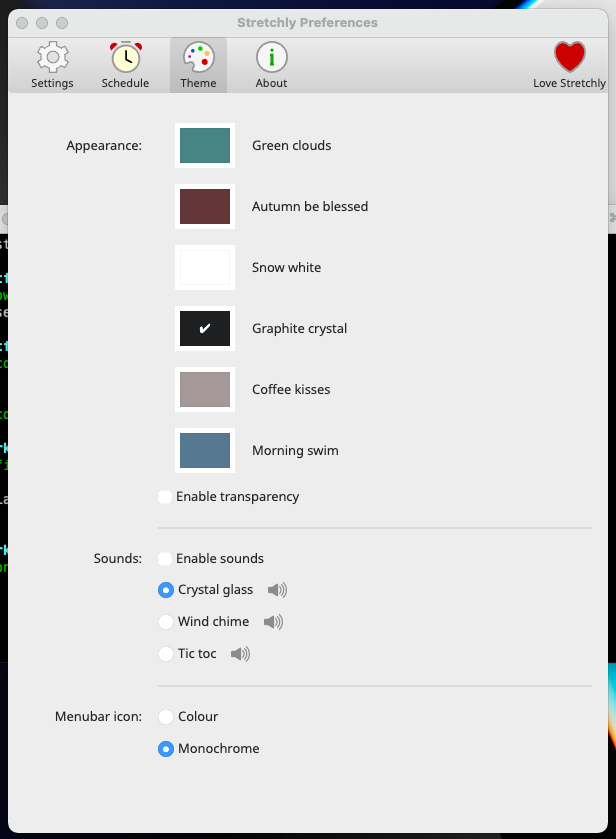 Stretchly Preferences
Settings
Schedule
Theme
About
Love Stretchly
Appearance:
Green clouds
Autumn be blessed
Snow white
Graphite crystal
Coffee kisses
Morning swim
Enable transparency
Sounds:
Enable sounds
Crystal glass
Wind chime
Tic toc
Menubar icon:
Colour
Monochrome